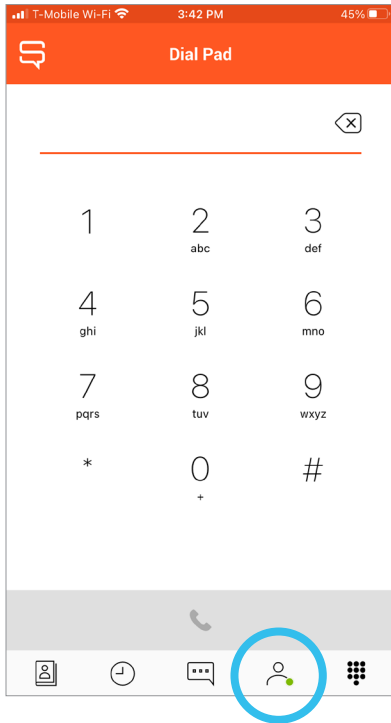 T-Mobile Wi-Fi 3:42 PM 45%
Dial Pad
1 2 3
abc def
4 5 6
ghi jkl mno
7 8 9
pqrs tuv wxyz
* 0 #
+